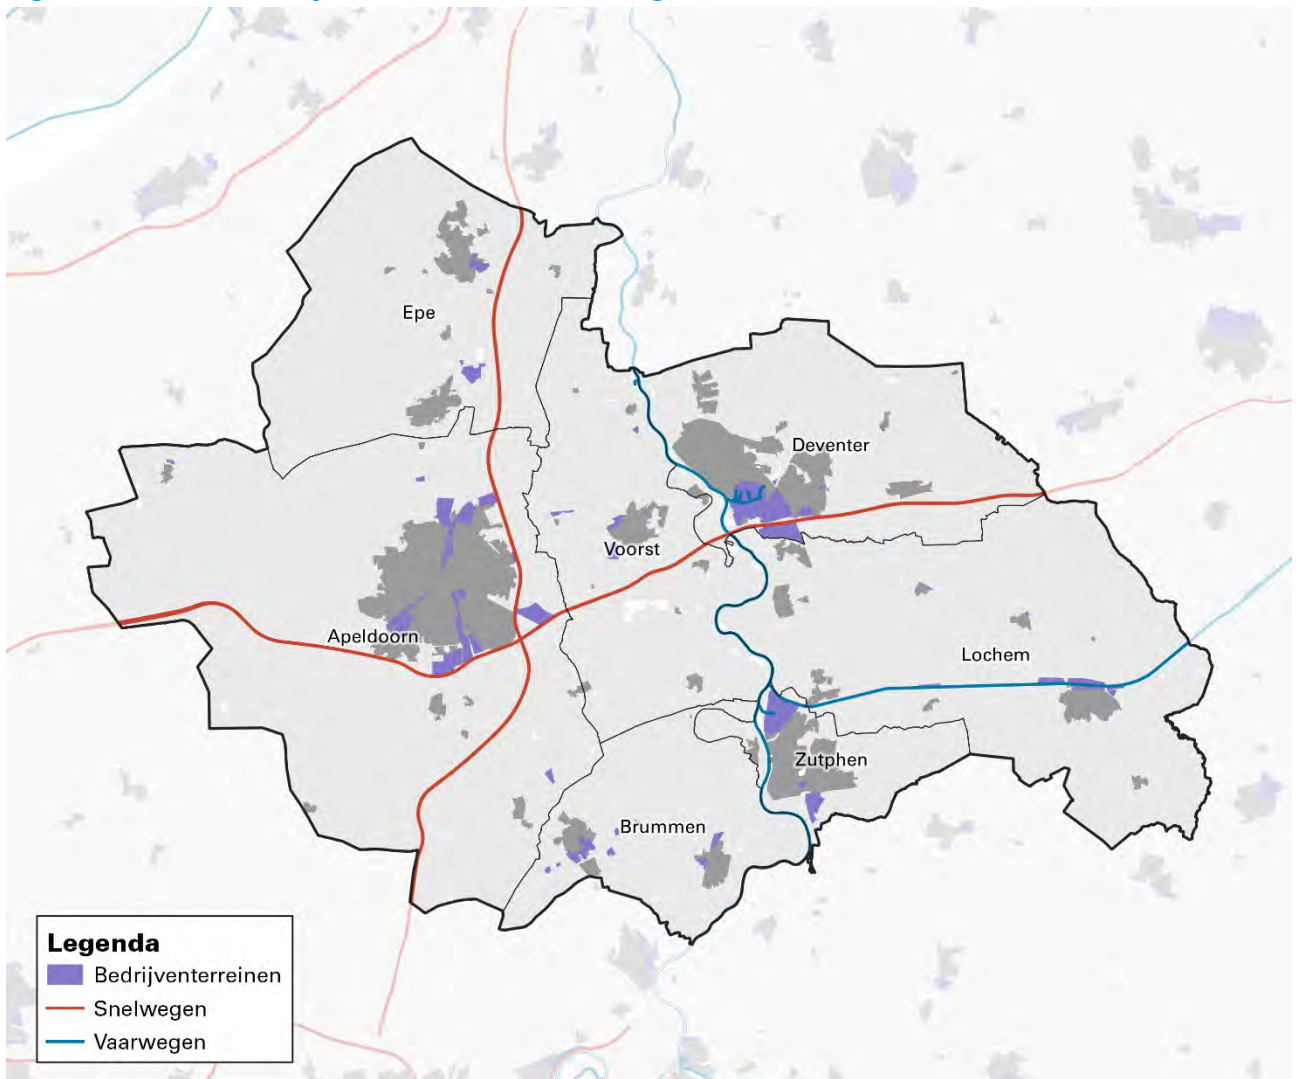 Epe
Deventer
Voorst
Apeldoorn
Lochem
Zutphen
Brummen
Legenda
Bedrijventerreinen
Snelwegen
Vaarwegen